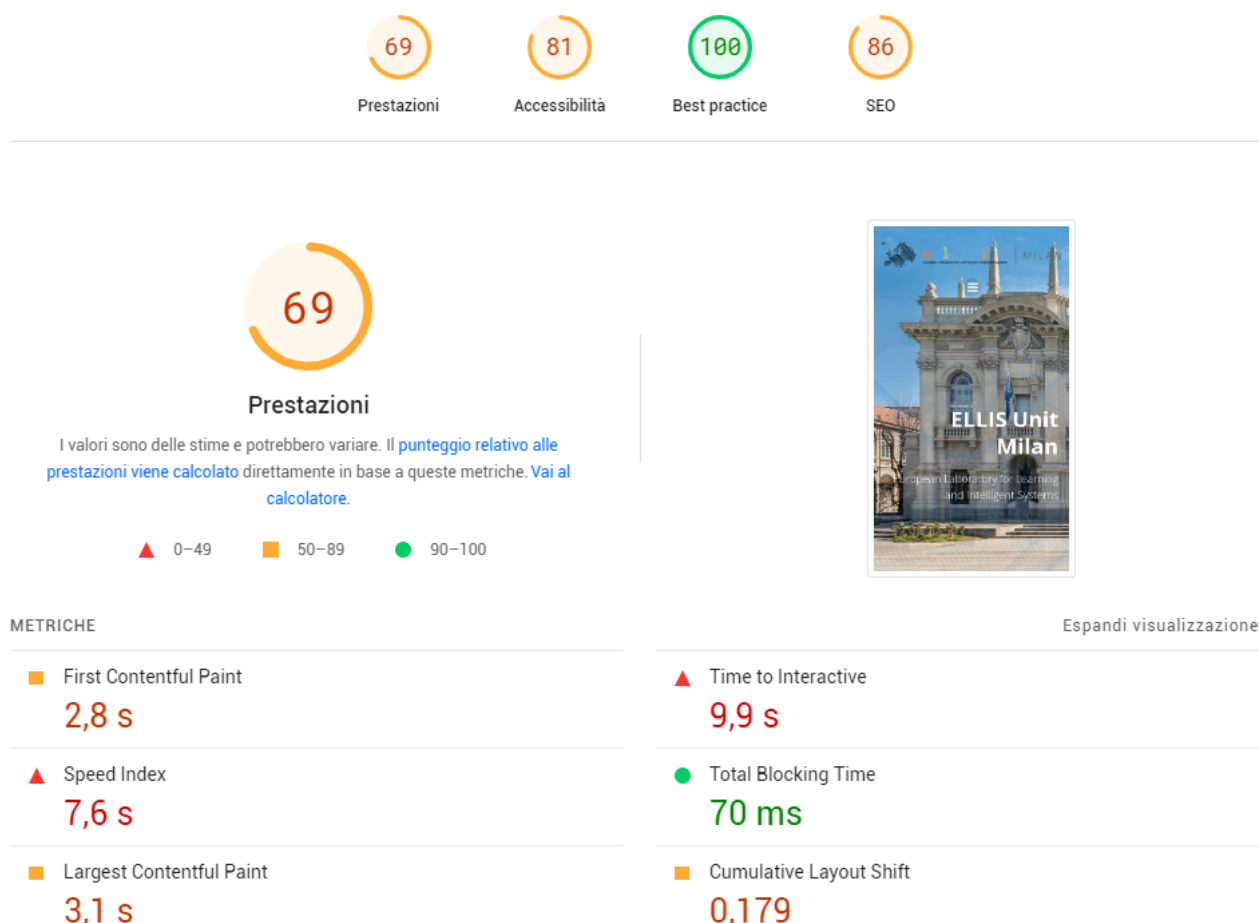 69
81
100
86
Prestazioni
Accessibilità
Best practice
SEO
69
Prestazioni
I valori sono delle stime e potrebbero variare. Il punteggio relativo alle
prestazioni viene calcolato direttamente in base a queste metriche. Vai al
calcolatore.
0–49
50–89
90–100
MILAN
ELLIS Unit
Milan
European Laboratory for Learning
and Intelligent Systems
METRICHE
Espandi visualizzazione
First Contentful Paint
2,8 s
Time to Interactive
9,9 s
Speed Index
7,6 s
Total Blocking Time
70 ms
Largest Contentful Paint
3,1 s
Cumulative Layout Shift
0,179